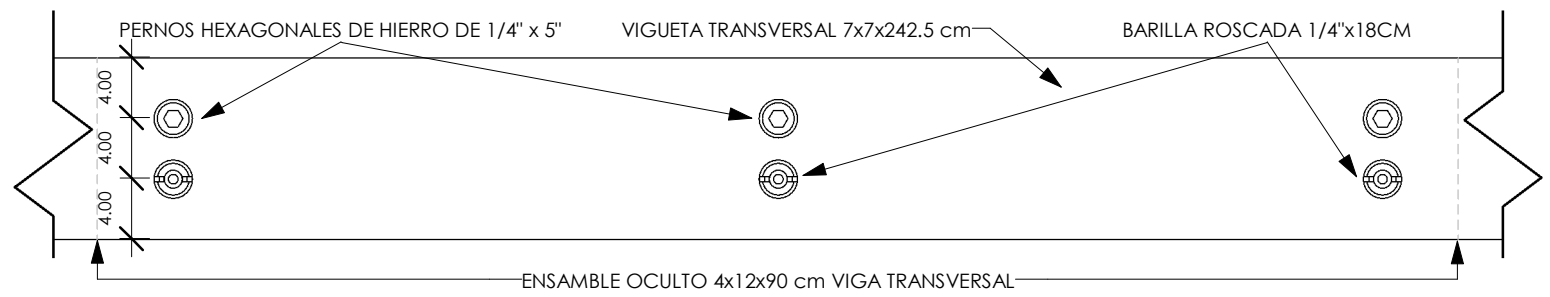 PERNOS HEXAGONALES DE HIERRO DE 1/4" x 5"
VIGUETA TRANSVERSAL 7x7x242.5 cm
BARILLA ROSCADA 1/4"x18CM
4.00
4.00
4.00
ENSAMBLE OCULTO 4x12x90 cm VIGA TRANSVERSAL